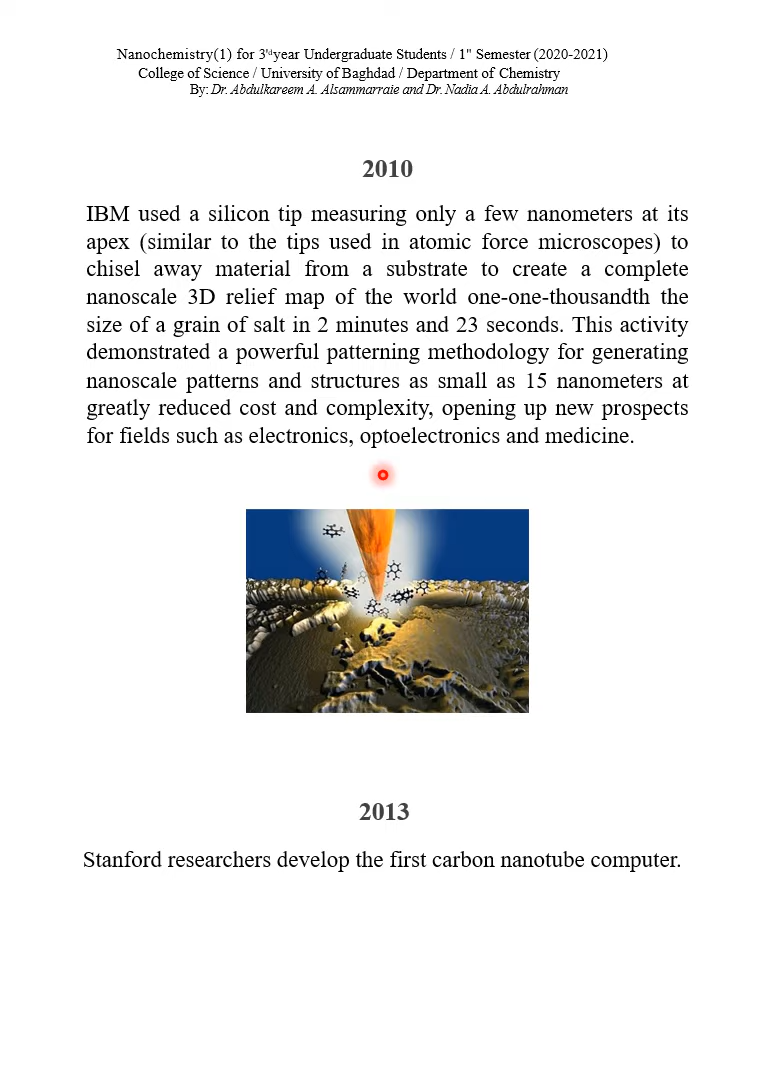 Nanochemistry(1) for 3'ᵈyear Undergraduate Students / 1" Semester (2020-2021)
College of Science / University of Baghdad / Department of Chemistry
By: Dr. Abdulkareem A. Alsammarraie and Dr. Nadia A. Abdulrahman
2010
IBM used a silicon tip measuring only a few nanometers at its
apex (similar to the tips used in atomic force microscopes) to
chisel away material from a substrate to create a complete
nanoscale 3D relief map of the world one-one-thousandth the
size of a grain of salt in 2 minutes and 23 seconds. This activity
demonstrated a powerful patterning methodology for generating
nanoscale patterns and structures as small as 15 nanometers at
greatly reduced cost and complexity, opening up new prospects
for fields such as electronics, optoelectronics and medicine.
2013
Stanford researchers develop the first carbon nanotube computer.